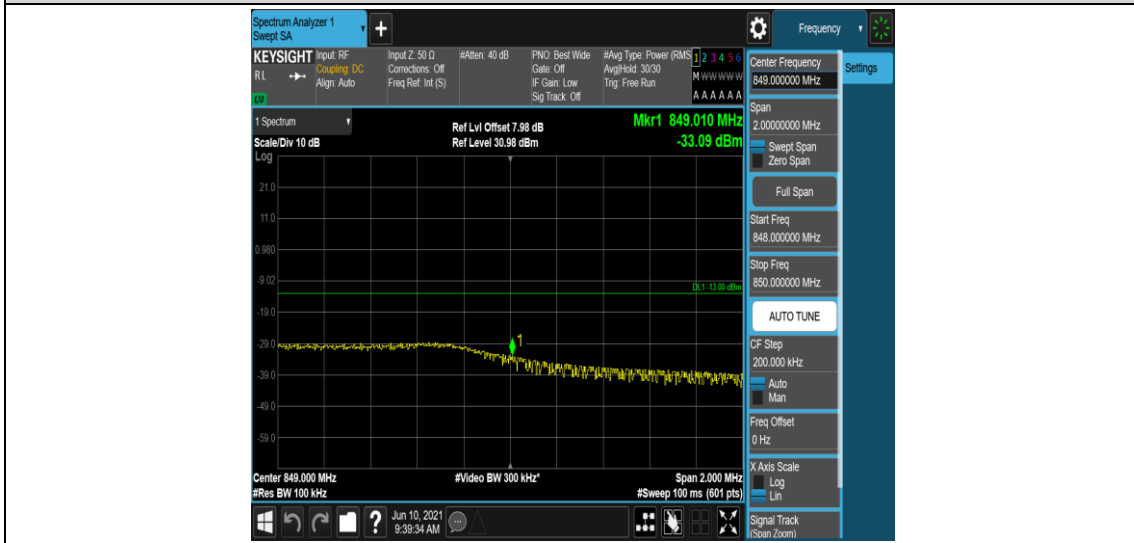 Spectrum Analyzer 1
Swept SA
+
Frequency
KEYSIGHT
RL
Input: RF
Coupling: DC
Align: Auto
Input Z: 50 Ω
Corrections: Off
Freq Ref: Int (S)
#Atten: 40 dB
PNO: Best Wide
Gate: Off
IF Gain: Low
Sig Track: Off
#Avg Type: Power (RMS
Avg|Hold: 30/30
Trig: Free Run
1 2 3 4 5 6
M W W W W W
A A A A A A
1 Spectrum
Scale/Div 10 dB
Log
Ref Lvl Offset 7.98 dB
Ref Level 30.98 dBm
Mkr1 849.010 MHz
-33.09 dBm
21.0
11.0
0.980
-9.02
DL1 -13.00 dBm
-19.0
-29.0
1
-39.0
-49.0
-59.0
Center 849.000 MHz
#Video BW 300 kHz*
Span 2.000 MHz
#Res BW 100 kHz
#Sweep 100 ms (601 pts)
?
Jun 10, 2021
9:39:34 AM
Center Frequency
849.000000 MHz
Settings
Span
2.00000000 MHz
Swept Span
Zero Span
Full Span
Start Freq
848.000000 MHz
Stop Freq
850.000000 MHz
AUTO TUNE
CF Step
200.000 kHz
Auto
Man
Freq Offset
0 Hz
X Axis Scale
Log
Lin
Signal Track
(Span Zoom)